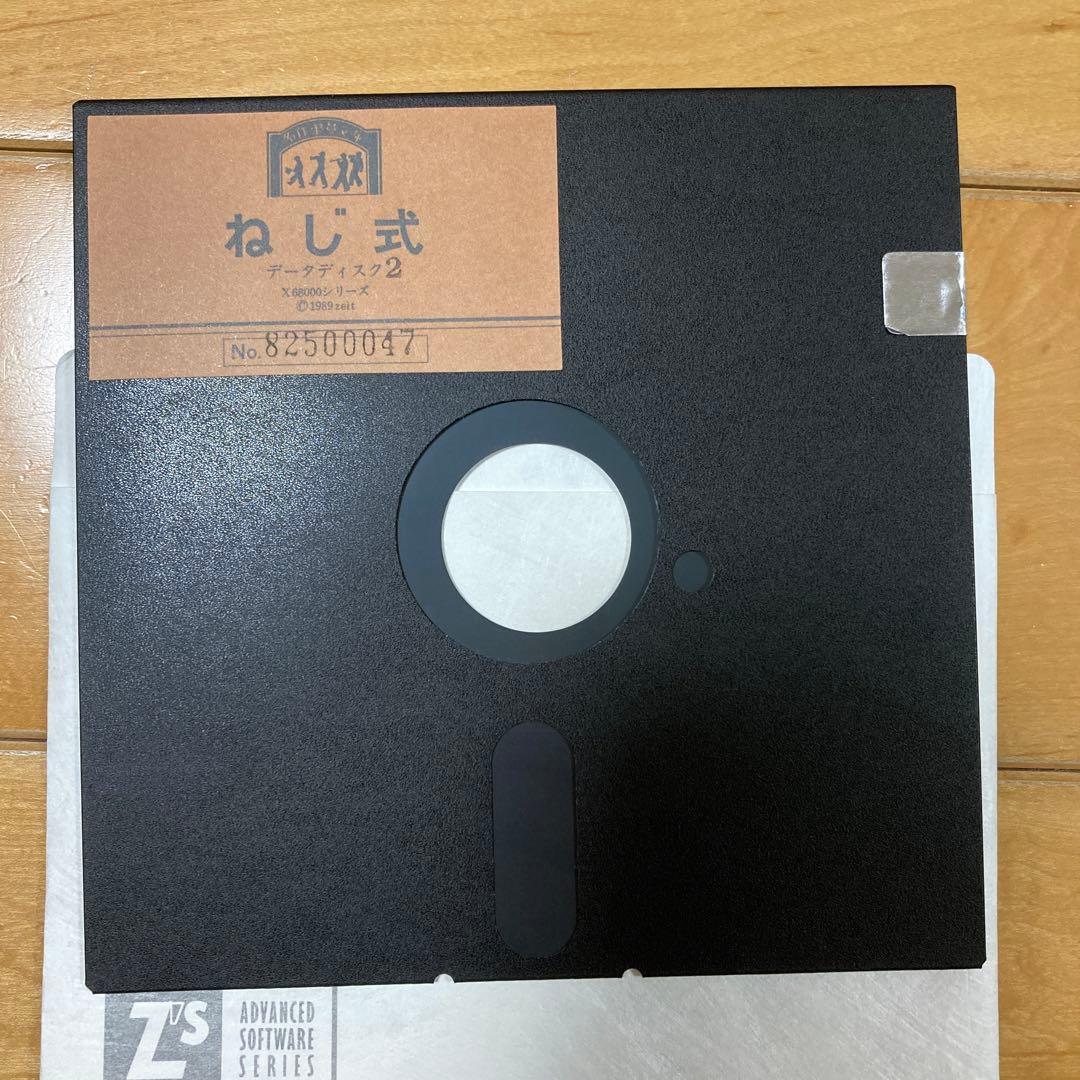 ねじ式
データディスク2
X68000シリーズ
©1989 zeit
No. 82500047
Z's
ADVANCED
SOFTWARE
SERIES